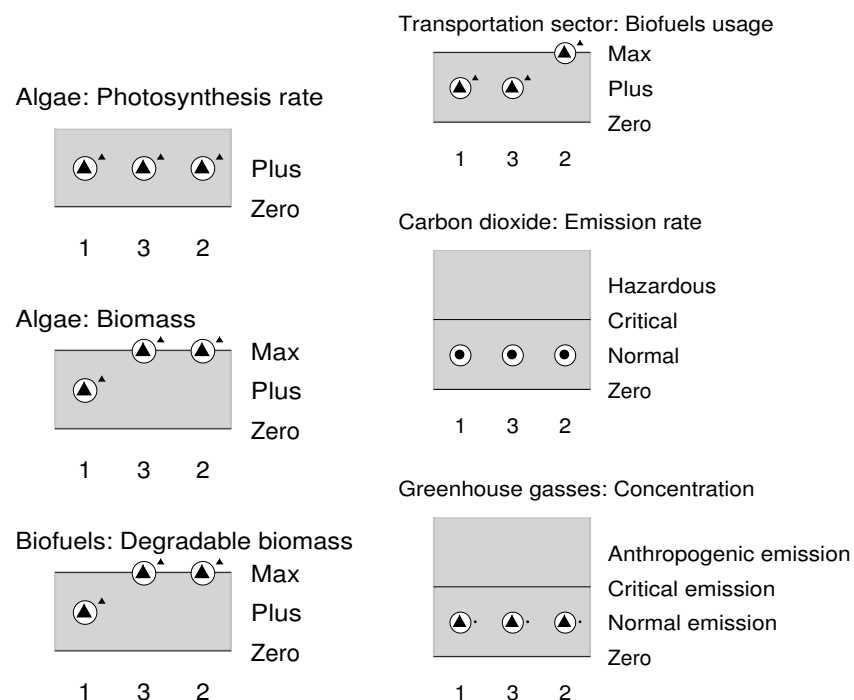 Algae: Photosynthesis rate
Plus
Zero
1 3 2
Algae: Biomass
Max
Plus
Zero
1 3 2
Biofuels: Degradable biomass
Max
Plus
Zero
1 3 2
Transportation sector: Biofuels usage
Max
Plus
Zero
1 3 2
Carbon dioxide: Emission rate
Hazardous
Critical
Normal
Zero
1 3 2
Greenhouse gasses: Concentration
Anthropogenic emission
Critical emission
Normal emission
Zero
1 3 2